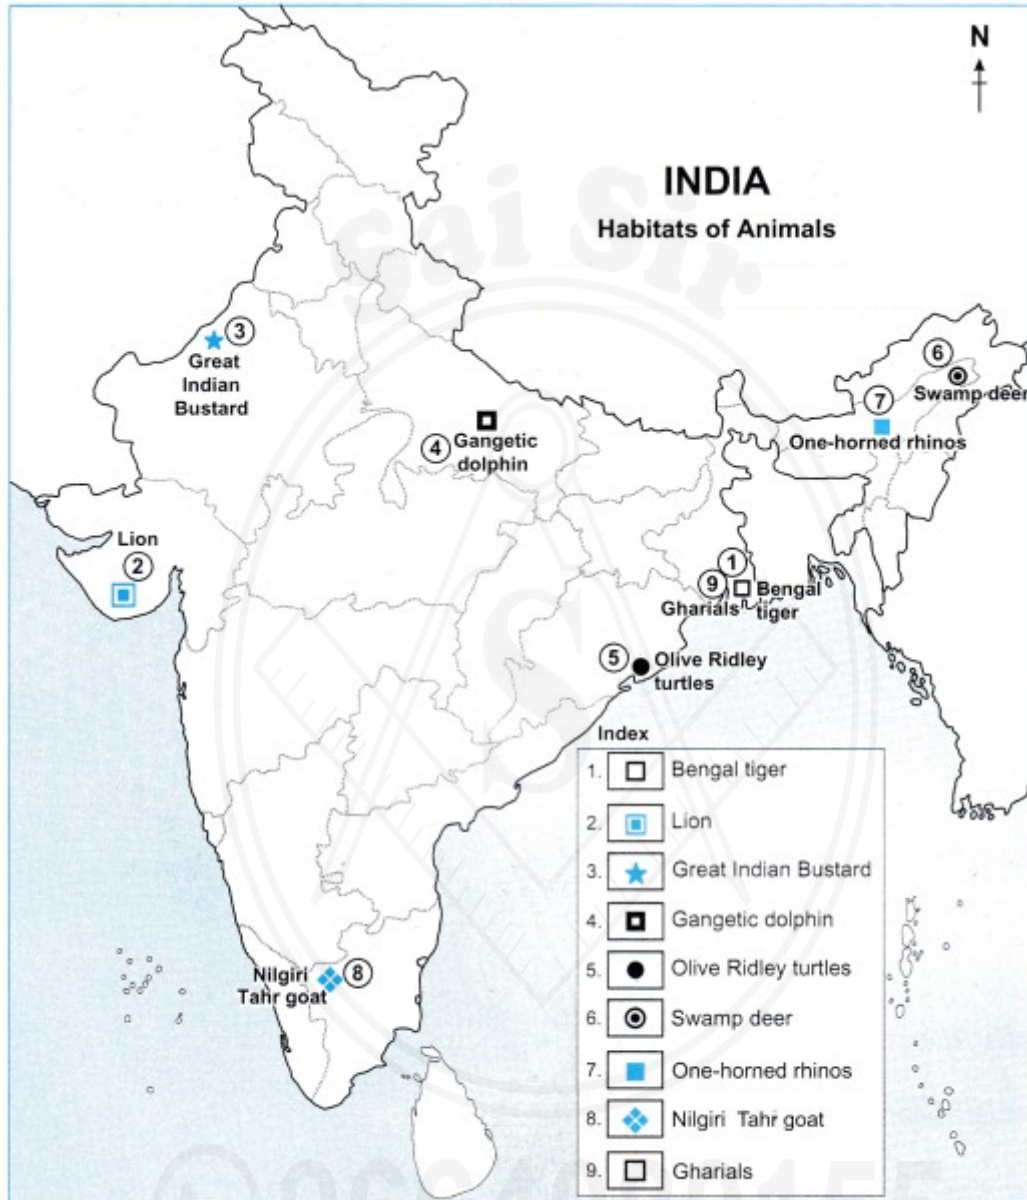 N
INDIA
Habitats of Animals
Sai Sir
3
Great
Indian
Bustard
6
Swamp deer
7
One-horned rhinos
4
Gangetic
dolphin
Lion
2
1
9
Gharials
Bengal
tiger
5
Olive Ridley
turtles
Nilgiri
Tahr goat
8
Index
1. Bengal tiger
2. Lion
3. Great Indian Bustard
4. Gangetic dolphin
5. Olive Ridley turtles
6. Swamp deer
7. One-horned rhinos
8. Nilgiri Tahr goat
9. Gharials
S